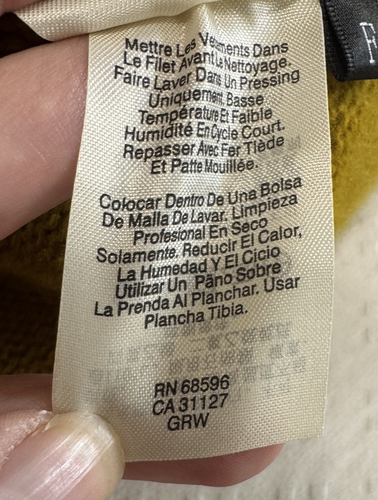 Mettre Les Vetements Dans
Le Filet Avant Le Nettoyage.
Faire Laver Dans Un Pressing
Uniquement. Basse
Température Et Faible
Humidité En Cycle Court.
Repasser Avec Fer Tiède
Et Patte Mouillée.
Colocar Dentro De Una Bolsa
De Malla De Lavar. Limpieza
Profesional En Seco
Solamente. Reducir El Calor,
La Humedad Y El Ciclo
Utilizar Un Pãno Sobre
La Prenda Al Planchar. Usar
Plancha Tibia.
RN 68596
CA 31127
GRW